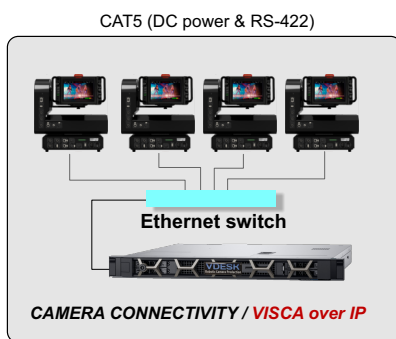 CAT5 (DC power & RS-422)
Ethernet switch
VDESK
CAMERA CONNECTIVITY / VISCA over IP